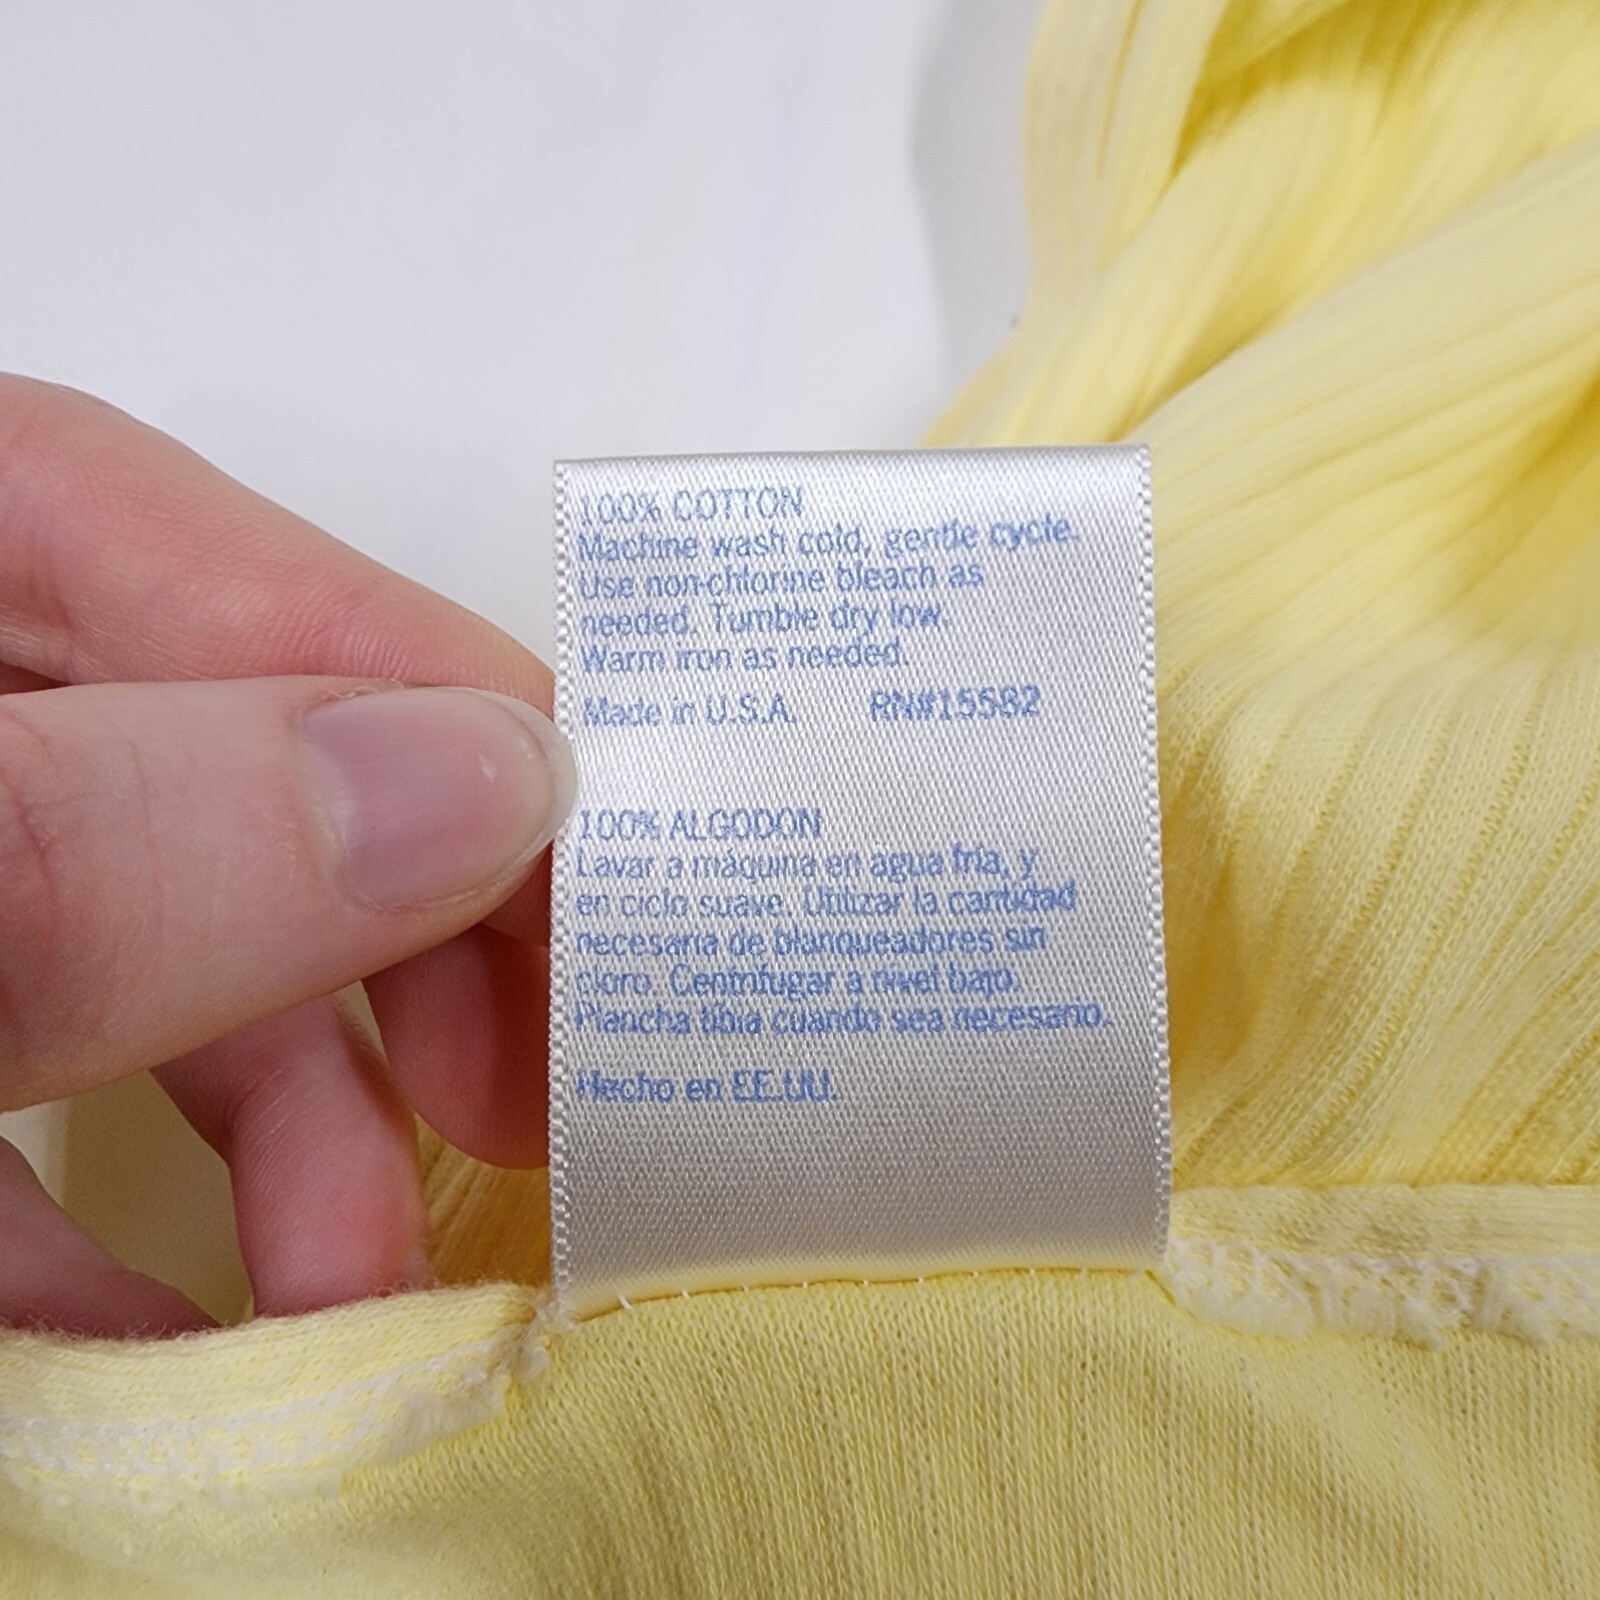 100% COTTON
Machine wash cold, gentle cycle.
Use non-chlorine bleach as
needed. Tumble dry low.
Warm iron as needed.
Made in U.S.A. RN#15582
100% ALGODON
Lavar a máquina en agua fría, y
en ciclo suave. Utilizar la cantidad
necesaria de blanqueadores sin
cloro. Centrifugar a nivel bajo.
Plancha tibia cuando sea necesario.
Hecho en EE.UU.